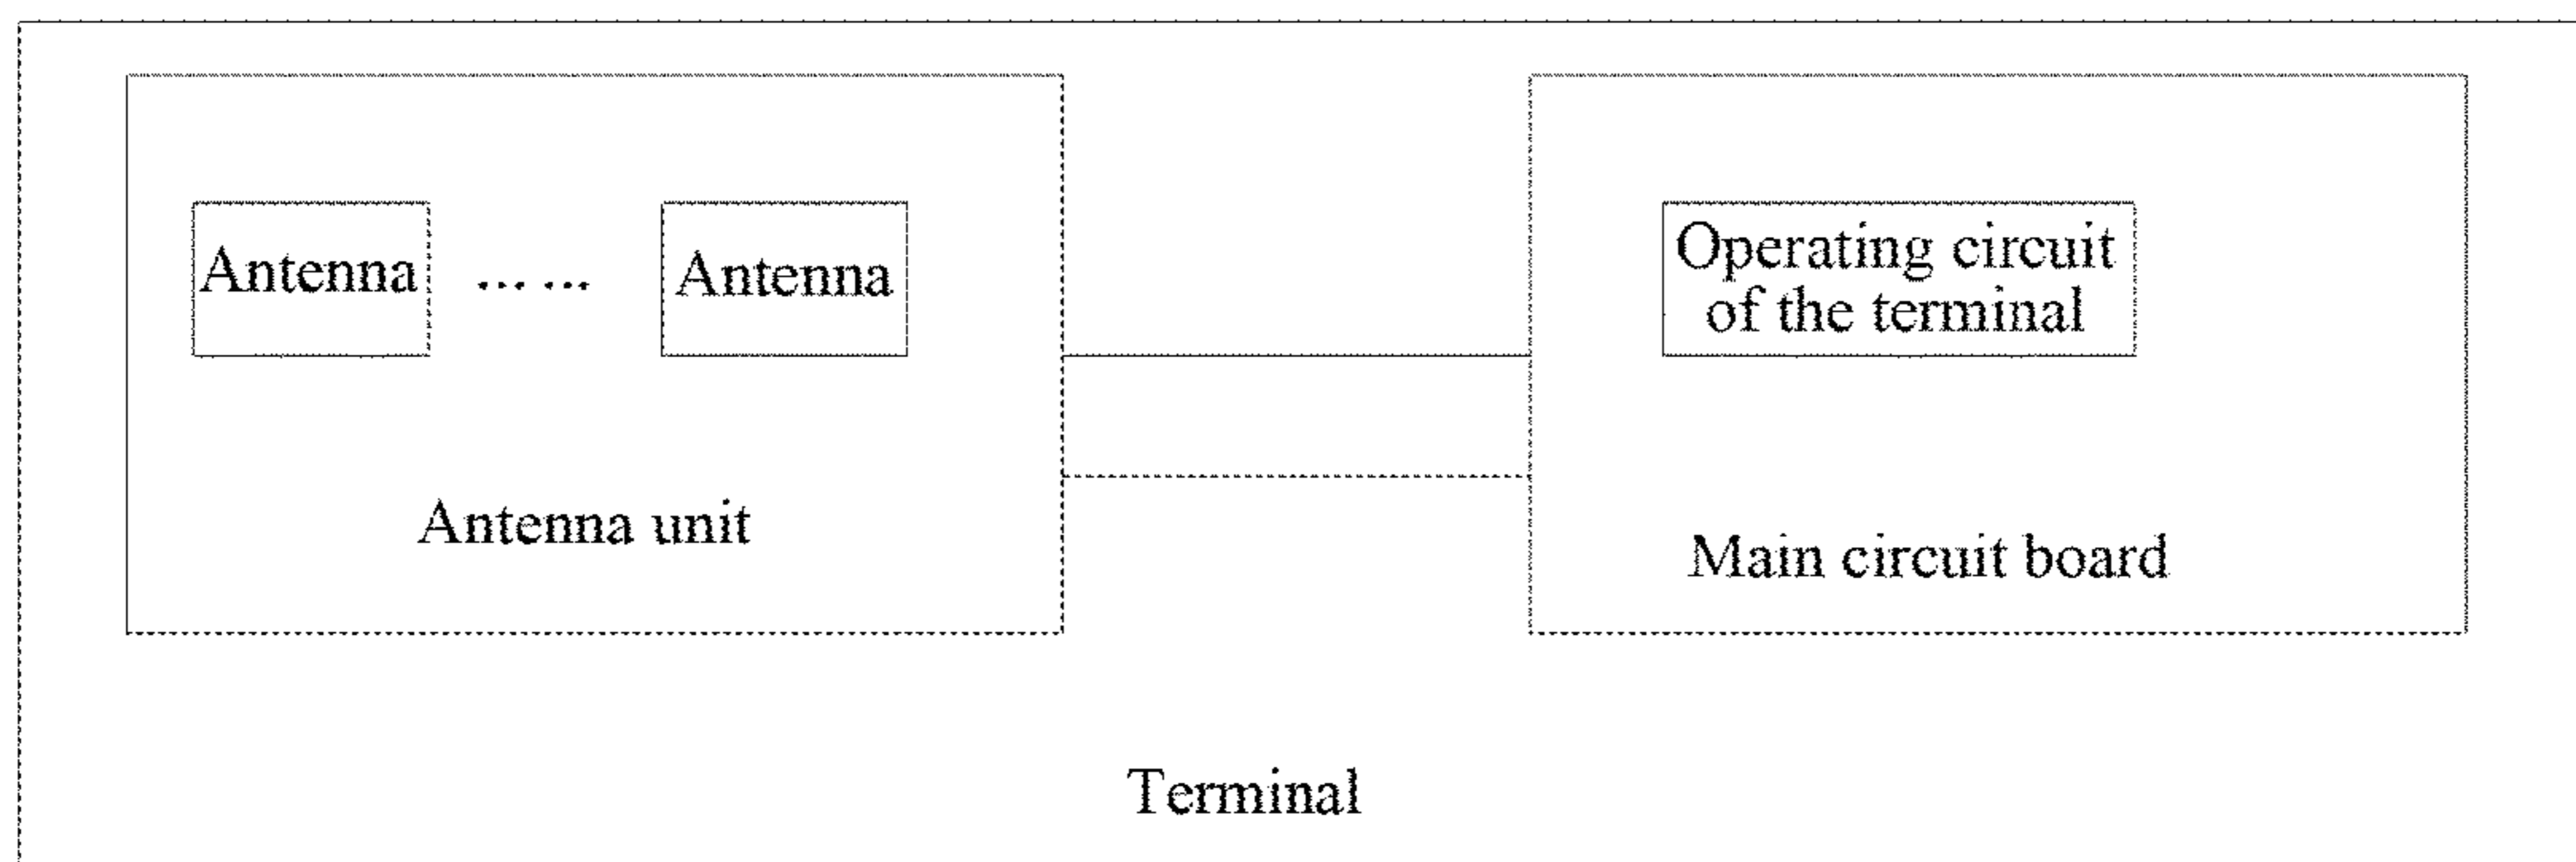 Antenna
... ...
Antenna
Operating circuit
of the terminal
Antenna unit
Main circuit board
Terminal